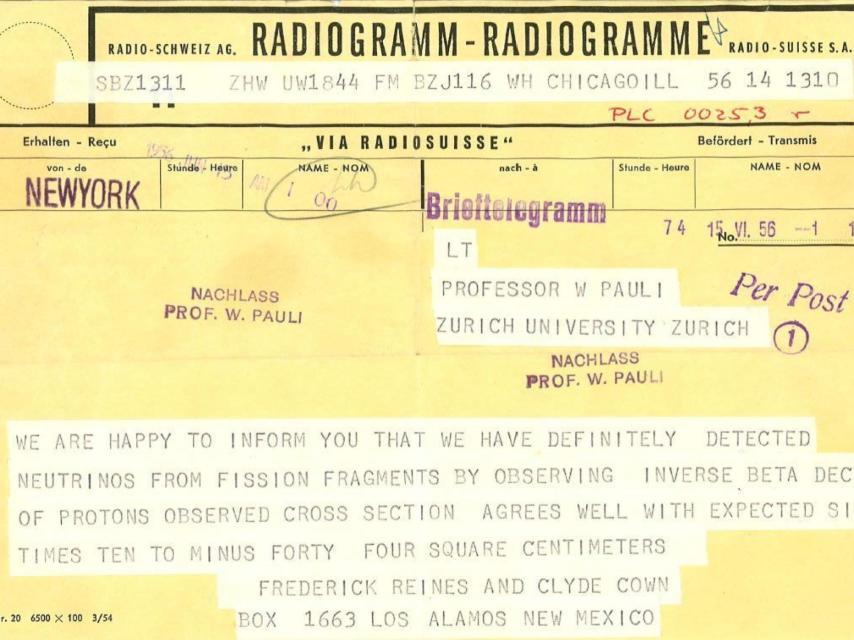 RADIO-SCHWEIZ AG. RADIOGRAMM-RADIOGRAMME RADIO-SUISSE S.A.
SBZ1311 ZHW UW1844 FM BZJ116 WH CHICAGOILL 56 14 1310
PLC 00253
Erhalten - Reçu „VIA RADIOSUISSE“ Befördert - Transmis
von - de Stunde - Heure NAME - NOM nach - à Stunde - Heure NAME - NOM
NEWYORK
Brieftelegramm
74 15. VI. 56 --1 1
No.
LT
PROFESSOR W PAULI
ZURICH UNIVERSITY ZURICH
Per Post
1
NACHLASS
PROF. W. PAULI
NACHLASS
PROF. W. PAULI
WE ARE HAPPY TO INFORM YOU THAT WE HAVE DEFINITELY DETECTED
NEUTRINOS FROM FISSION FRAGMENTS BY OBSERVING INVERSE BETA DEC
OF PROTONS OBSERVED CROSS SECTION AGREES WELL WITH EXPECTED SI
TIMES TEN TO MINUS FORTY FOUR SQUARE CENTIMETERS
FREDERICK REINES AND CLYDE COWN
BOX 1663 LOS ALAMOS NEW MEXICO
r. 20 6500 × 100 3/54